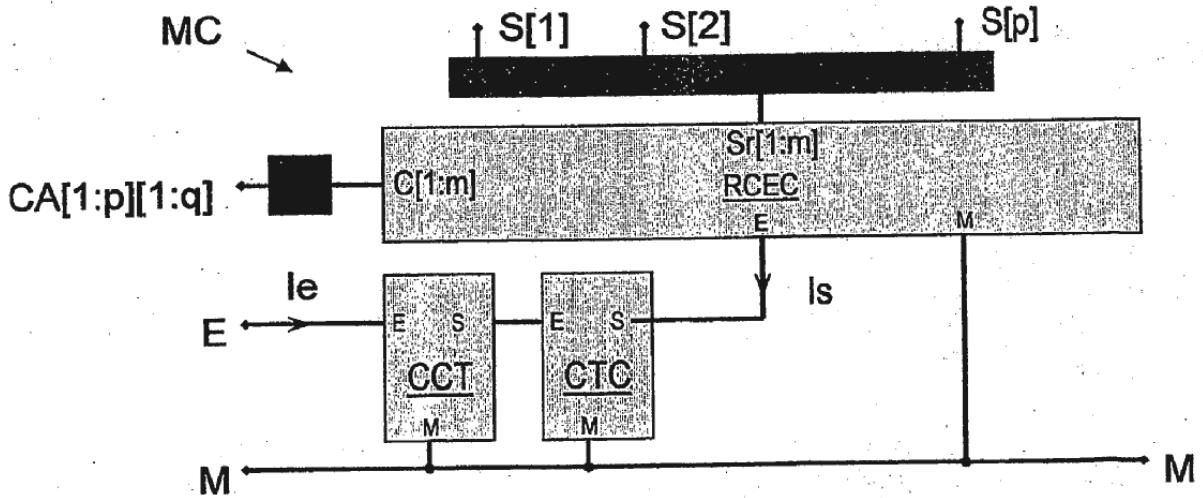 MC
S[1] S[2] S[p]
Sr[1:m]
CA[1:p][1:q] C[1:m] RCEC
E M
Ie Is
E E S E S
CCT CTC
M M
M M